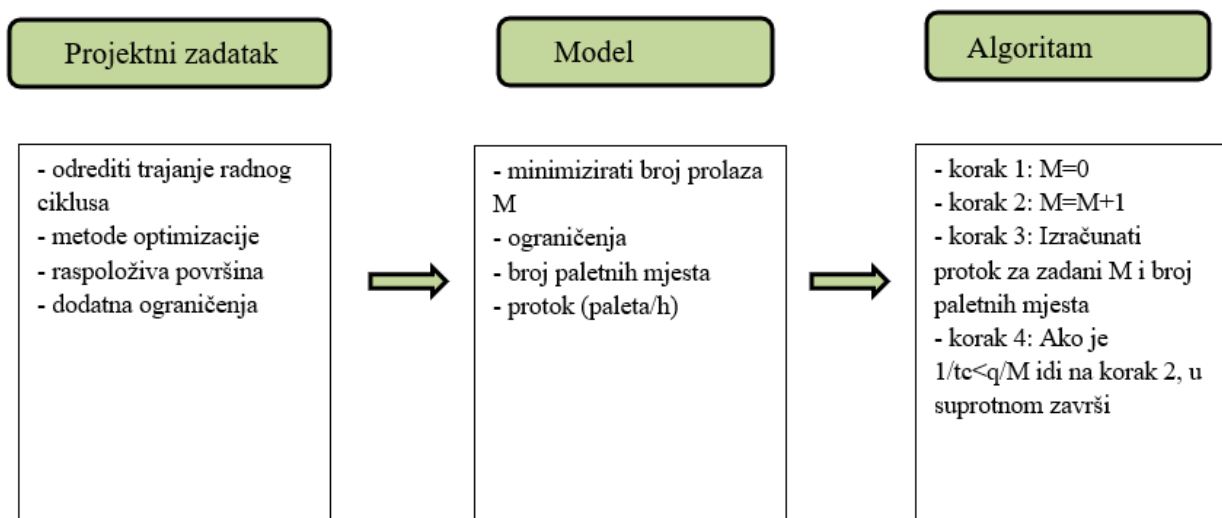 Projektni zadatak
Model
Algoritam
- odrediti trajanje radnog
ciklusa
- metode optimizacije
- raspoloživa površina
- dodatna ograničenja
- minimizirati broj prolaza
M
- ograničenja
- broj paletnih mjesta
- protok (paleta/h)
- korak 1: M=0
- korak 2: M=M+1
- korak 3: Izračunati
protok za zadani M i broj
paletnih mjesta
- korak 4: Ako je
1/tc<q/M idi na korak 2, u
suprotnom završi